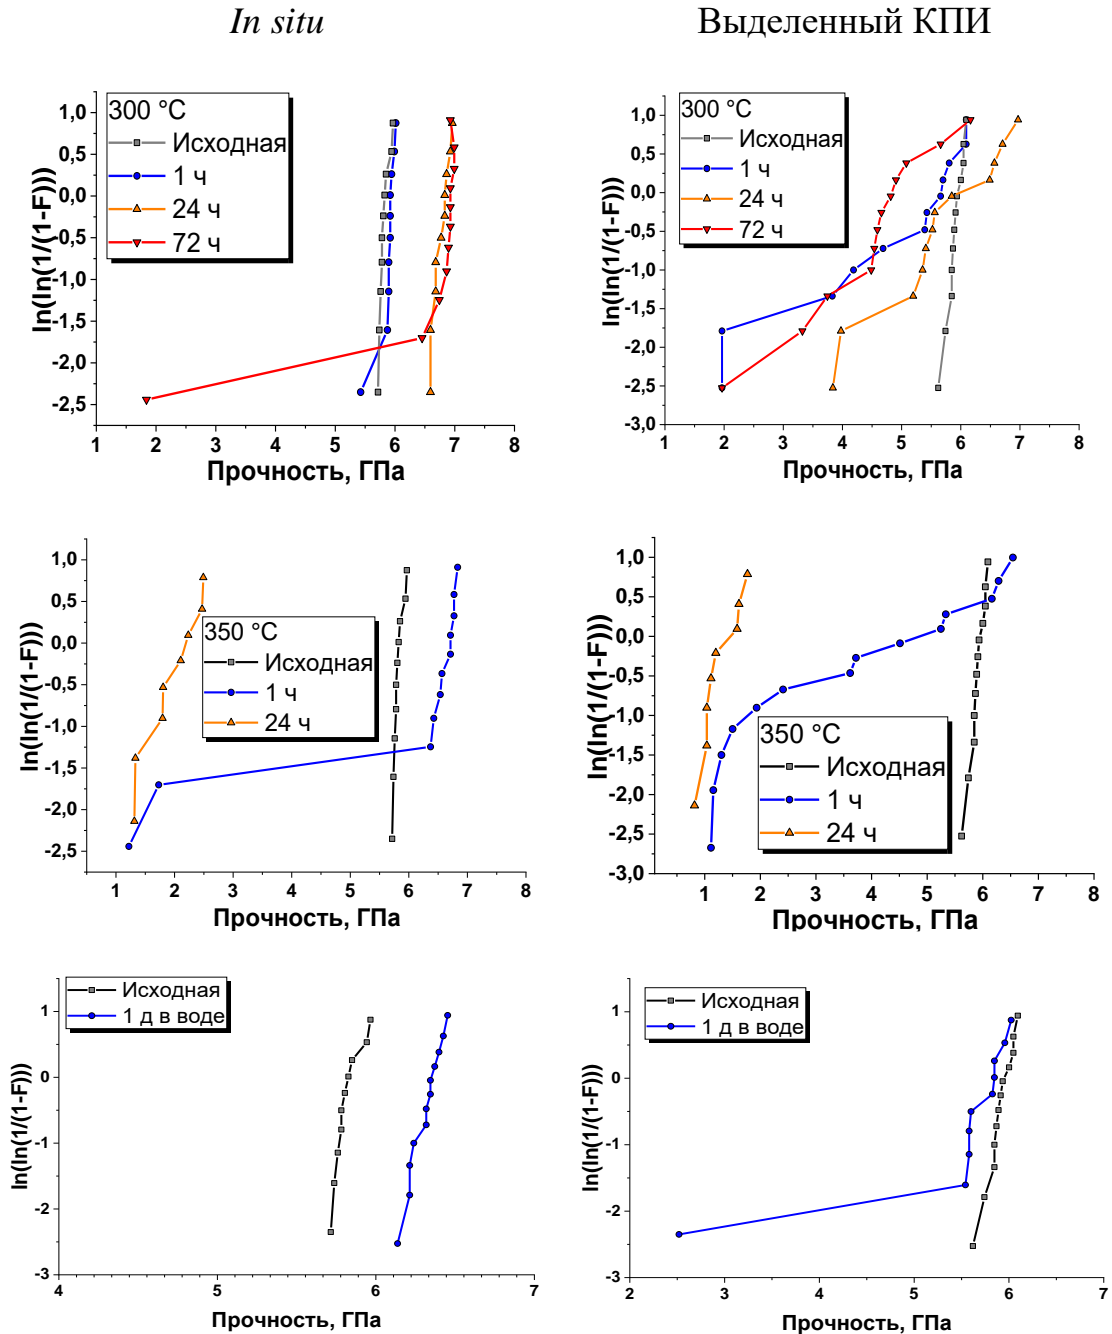 In situ
Выделенный КПИ
300 °C
Исходная
1 ч
24 ч
72 ч
ln(ln(1/(1-F)))
1,0
0,5
0,0
-0,5
-1,0
-1,5
-2,0
-2,5
1 2 3 4 5 6 7 8
Прочность, ГПа
300 °C
Исходная
1 ч
24 ч
72 ч
ln(ln(1/(1-F)))
1,0
0,5
0,0
-0,5
-1,0
-1,5
-2,0
-2,5
-3,0
1 2 3 4 5 6 7 8
Прочность, ГПа
350 °C
Исходная
1 ч
24 ч
ln(ln(1/(1-F)))
1,0
0,5
0,0
-0,5
-1,0
-1,5
-2,0
-2,5
1 2 3 4 5 6 7 8
Прочность, ГПа
350 °C
Исходная
1 ч
24 ч
ln(ln(1/(1-F)))
1,0
0,5
0,0
-0,5
-1,0
-1,5
-2,0
-2,5
-3,0
1 2 3 4 5 6 7 8
Прочность, ГПа
Исходная
1 д в воде
ln(ln(1/(1-F)))
1
0
-1
-2
-3
4 5 6 7
Прочность, ГПа
Исходная
1 д в воде
ln(ln(1/(1-F)))
1
0
-1
-2
-3
2 3 4 5 6 7
Прочность, ГПа